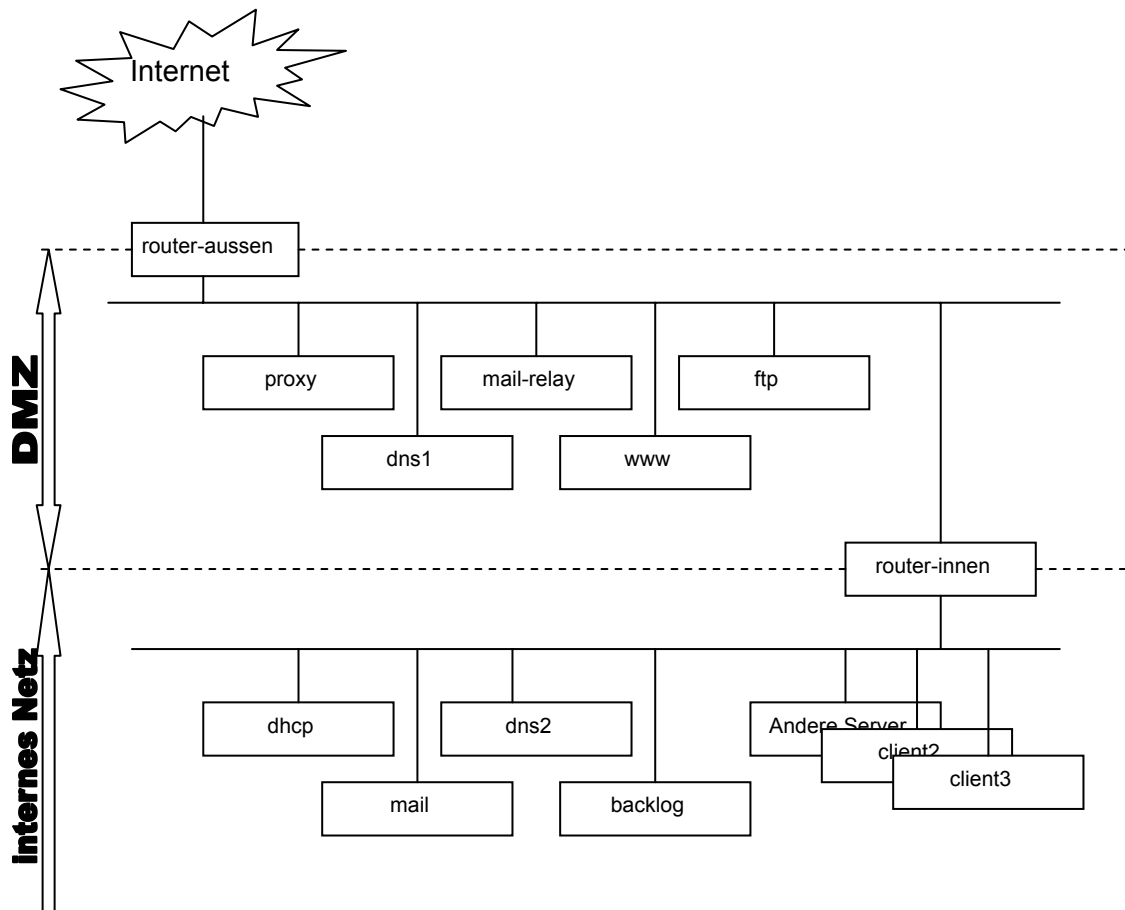 Internet
router-aussen
DMZ
proxy
mail-relay
ftp
dns1
www
router-innen
internes Netz
dhcp
dns2
Andere Server
client2
client3
mail
backlog